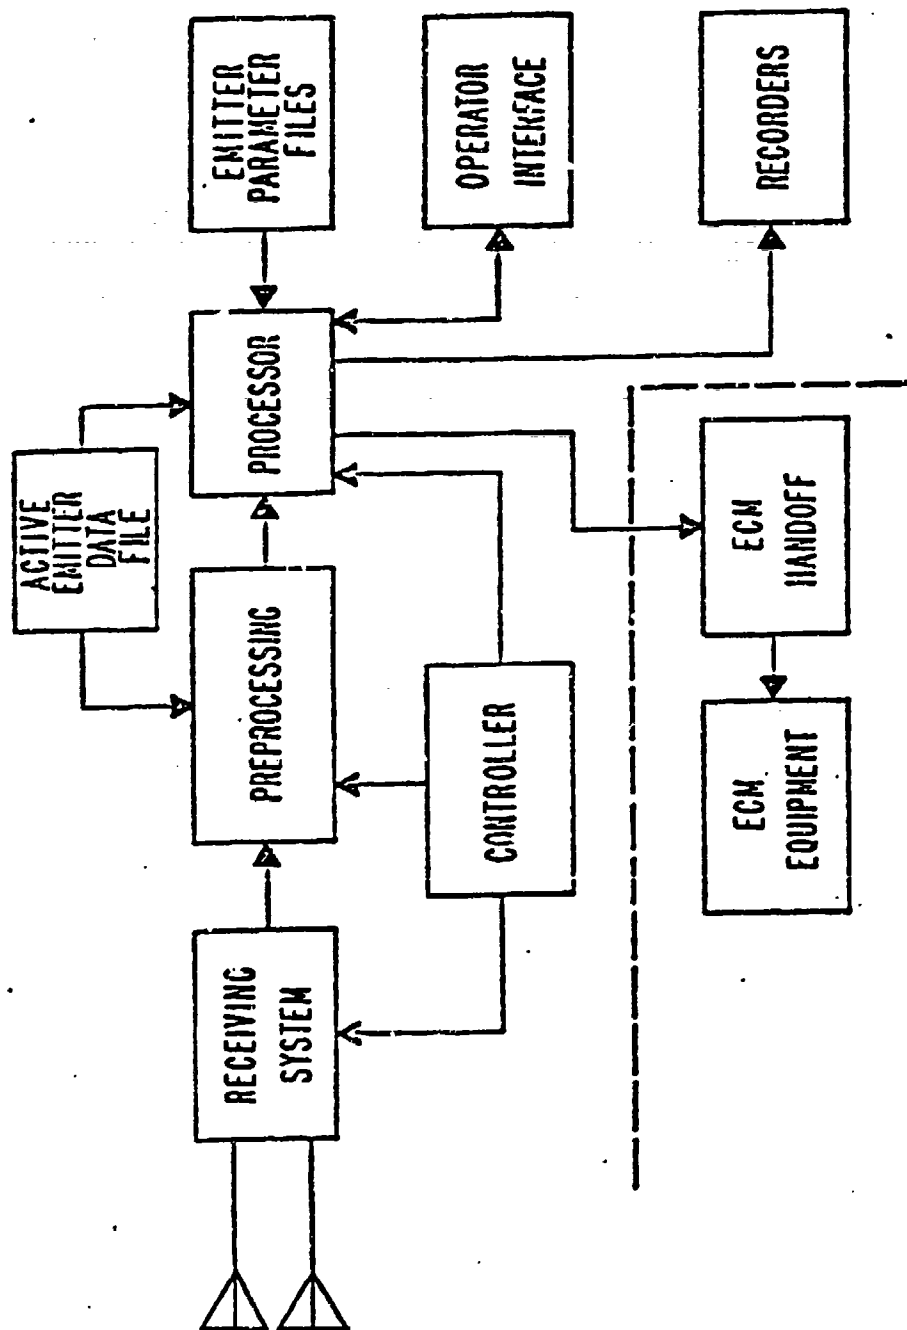 ACTIVE
EMITTER
DATA
FILE
RECEIVING
SYSTEM
PREPROCESSING
PROCESSOR
EMITTER
PARAMETER
FILES
CONTROLLER
OPERATOR
INTERFACE
ECM
EQUIPMENT
ECM
HANDOFF
RECORDERS